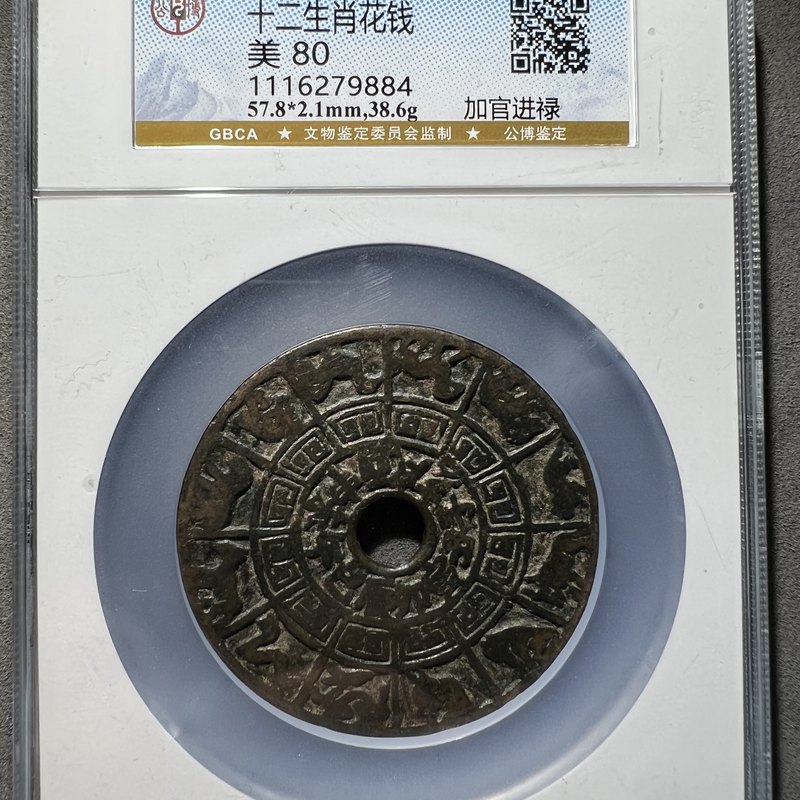 十二生肖花钱
美 80
1116279884
57.8*2.1mm,38.6g 加官进禄
GBCA ★ 文物鉴定委员会监制 ★ 公博鉴定